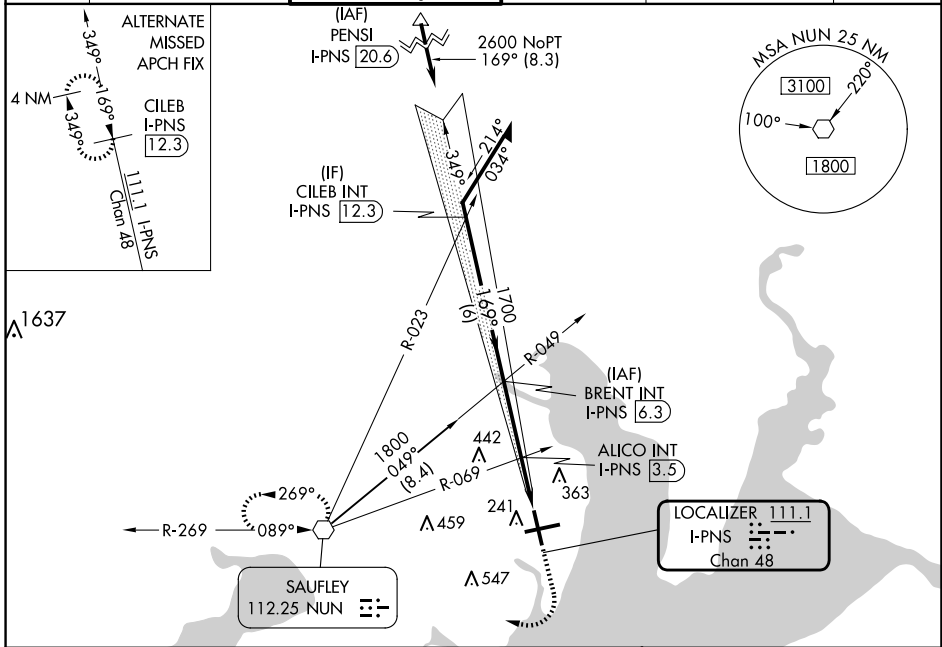 ALTERNATE
MISSED
APCH FIX
349°
169°
4 NM
349°
CILEB
I-PNS
12.3
111.1 I-PNS
Chan 48
(IAF)
PENSI
I-PNS 20.6
2600 NoPT
169° (8.3)
MSA NUN 25 NM
3100
220°
100°
1800
349°
214°
034°
(IF)
CILEB INT
I-PNS 12.3
1637
R-023
1700
169°
(6)
R-049
(IAF)
BRENT INT
I-PNS 6.3
1800
049°
(8.4)
442
R-069
ALICO INT
I-PNS 3.5
363
269°
R-269
089°
459
241
LOCALIZER 111.1
I-PNS
Chan 48
547
SAUFLEY
112.25 NUN